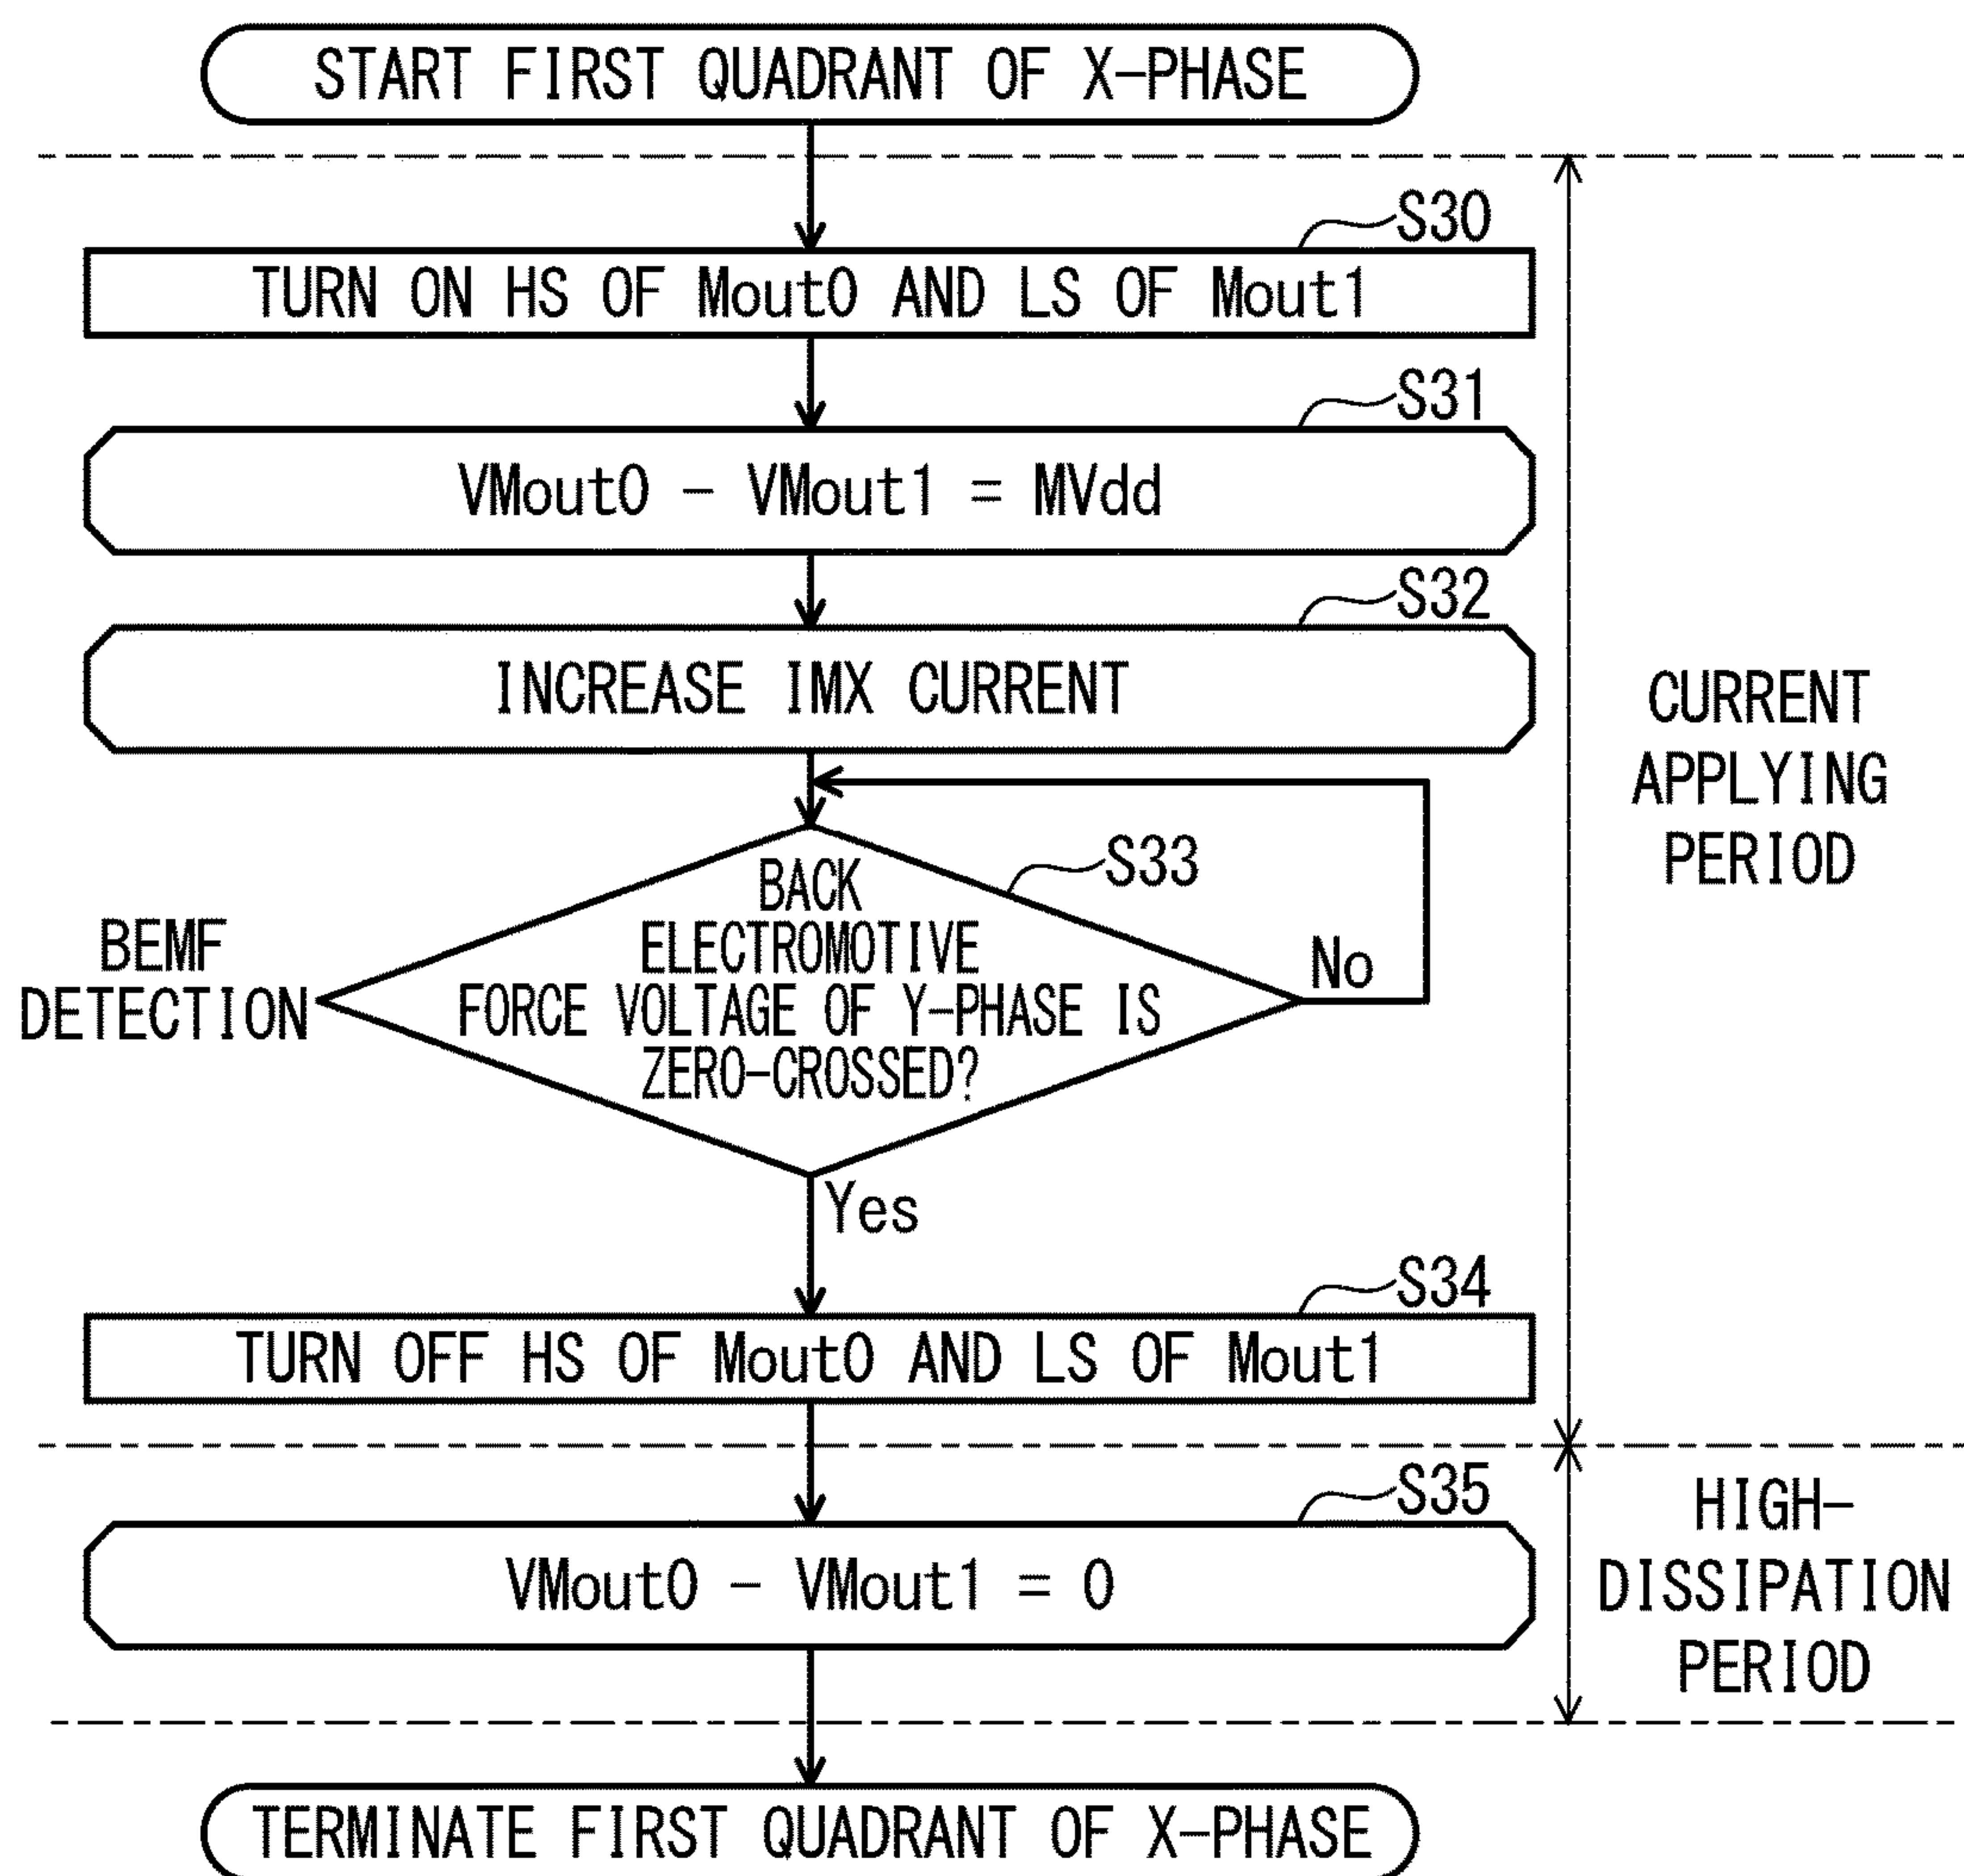 START FIRST QUADRANT OF X-PHASE
S30
TURN ON HS OF Mout0 AND LS OF Mout1
S31
VMout0 - VMout1 = MVdd
S32
INCREASE IMX CURRENT
CURRENT
APPLYING
PERIOD
S33
BACK
ELECTROMOTIVE
FORCE VOLTAGE OF Y-PHASE IS
ZERO-CROSSED?
BEMF
DETECTION
No
Yes
S34
TURN OFF HS OF Mout0 AND LS OF Mout1
S35
VMout0 - VMout1 = 0
HIGH-
DISSIPATION
PERIOD
TERMINATE FIRST QUADRANT OF X-PHASE